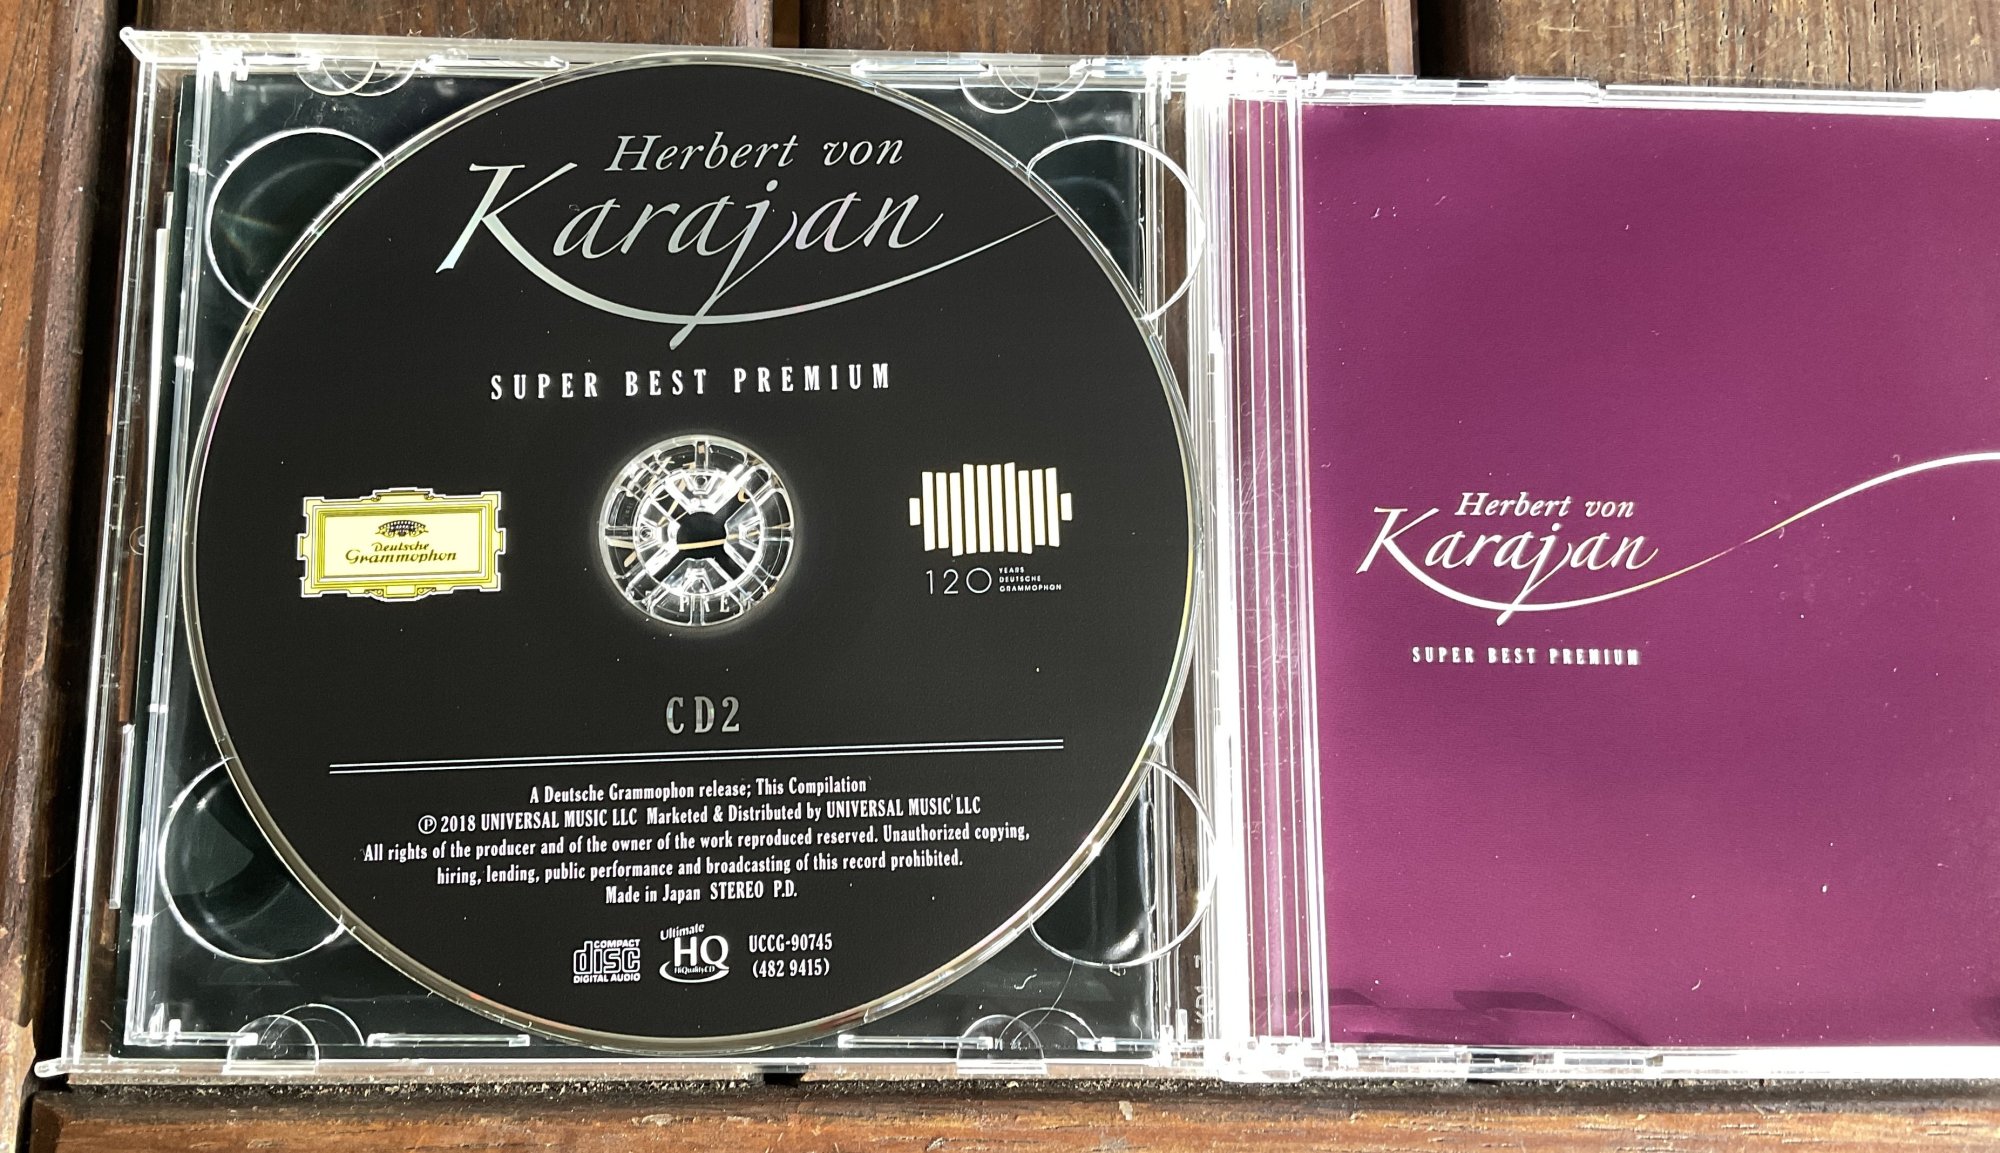 Herbert von
Karajan
SUPER BEST PREMIUM
Deutsche
Grammophon
120 YEARS
DEUTSCHE
GRAMMOPHON
PRE
CD2
A Deutsche Grammophon release; This Compilation
Ⓟ 2018 UNIVERSAL MUSIC LLC Marketed & Distributed by UNIVERSAL MUSIC LLC
All rights of the producer and of the owner of the work reproduced reserved. Unauthorized copying,
hiring, lending, public performance and broadcasting of this record prohibited.
Made in Japan STEREO P.D.
COMPACT
disc
DIGITAL AUDIO
Ultimate
HQ
HiQualityCD
UCCG-90745
(482 9415)
Herbert von
Karajan
SUPER BEST PREMIUM